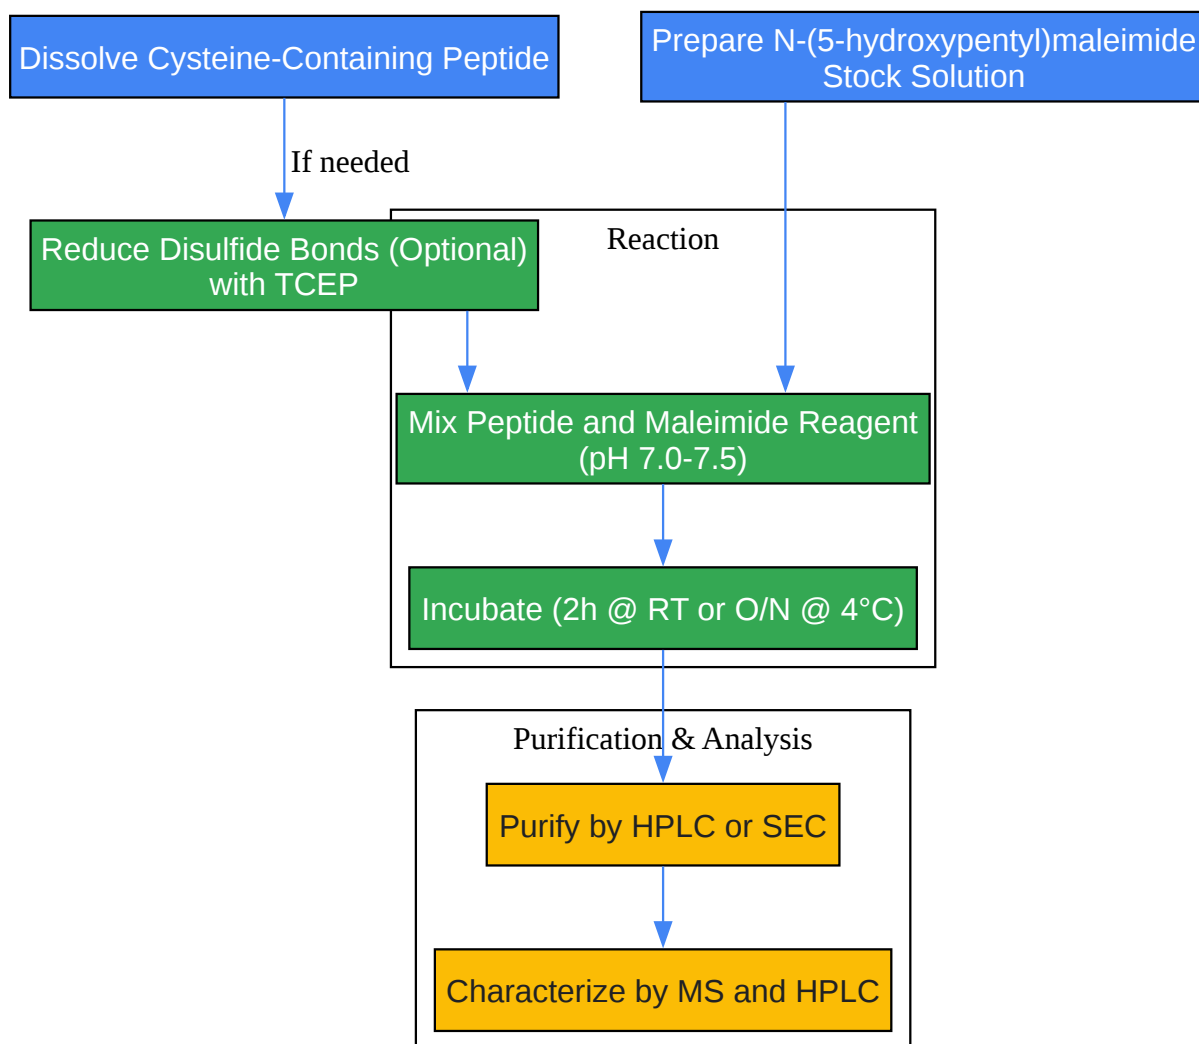 Dissolve Cysteine-Containing Peptide
Prepare N-(5-hydroxypentyl)maleimide
Stock Solution
If needed
Reduce Disulfide Bonds (Optional)
with TCEP
Reaction
Mix Peptide and Maleimide Reagent
(pH 7.0-7.5)
Incubate (2h @ RT or O/N @ 4°C)
Purification & Analysis
Purify by HPLC or SEC
Characterize by MS and HPLC